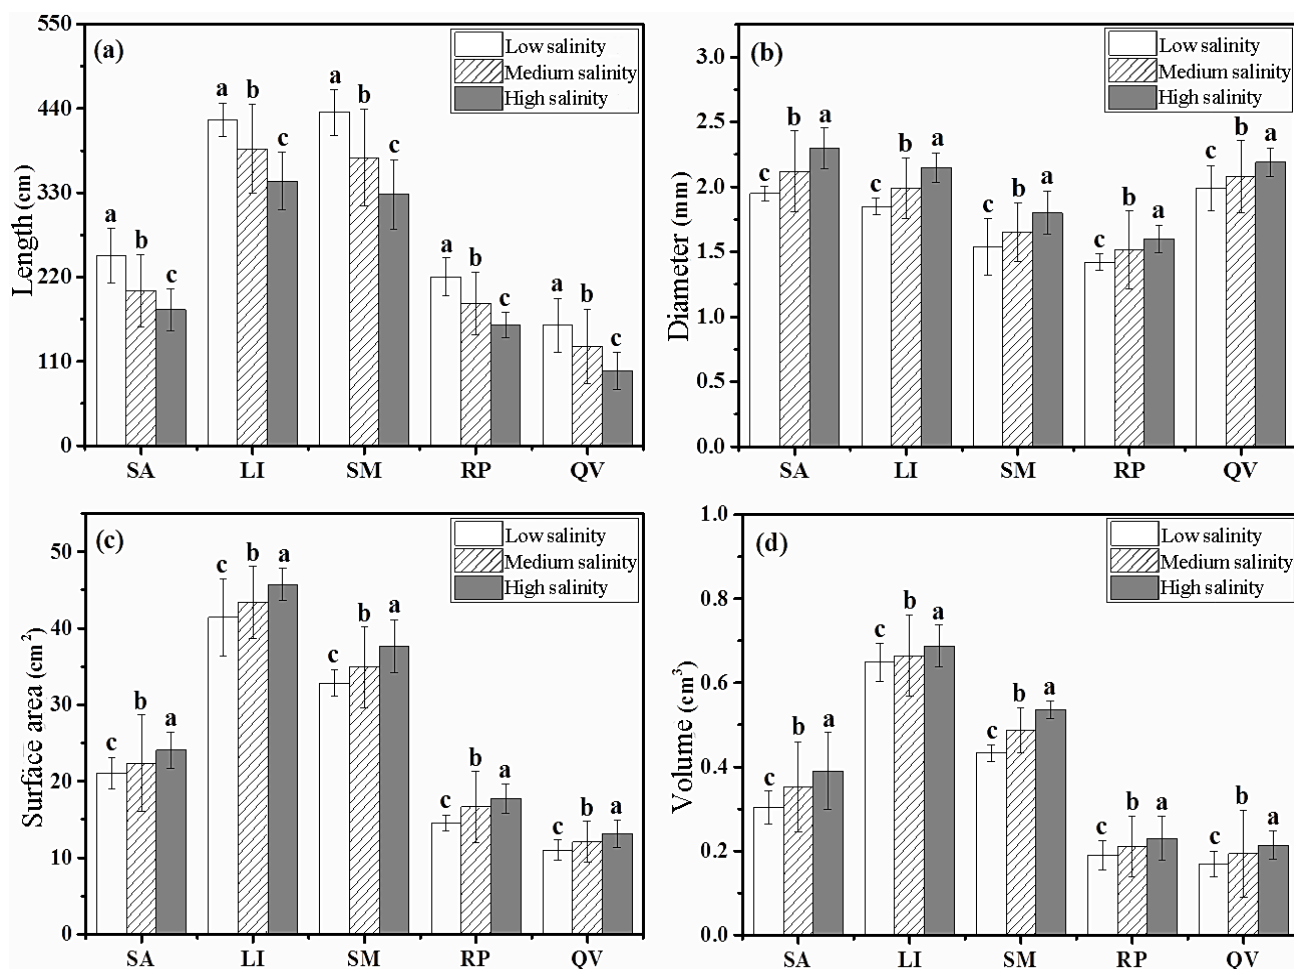 (a)
Low salinity
Medium salinity
High salinity
Length (cm)
550
440
330
220
110
0
a b c
a b c
a b c
a b c
a b c
SA LI SM RP QV
(b)
Low salinity
Medium salinity
High salinity
Diameter (mm)
3.0
2.5
2.0
1.5
1.0
0.5
0.0
c b a
c b a
c b a
c b a
c b a
SA LI SM RP QV
(c)
Low salinity
Medium salinity
High salinity
Surface area (cm²)
50
40
30
20
10
0
c b a
c b a
c b a
c b a
c b a
SA LI SM RP QV
(d)
Low salinity
Medium salinity
High salinity
Volume (cm³)
1.0
0.8
0.6
0.4
0.2
0.0
c b a
c b a
c b a
c b a
c b a
SA LI SM RP QV